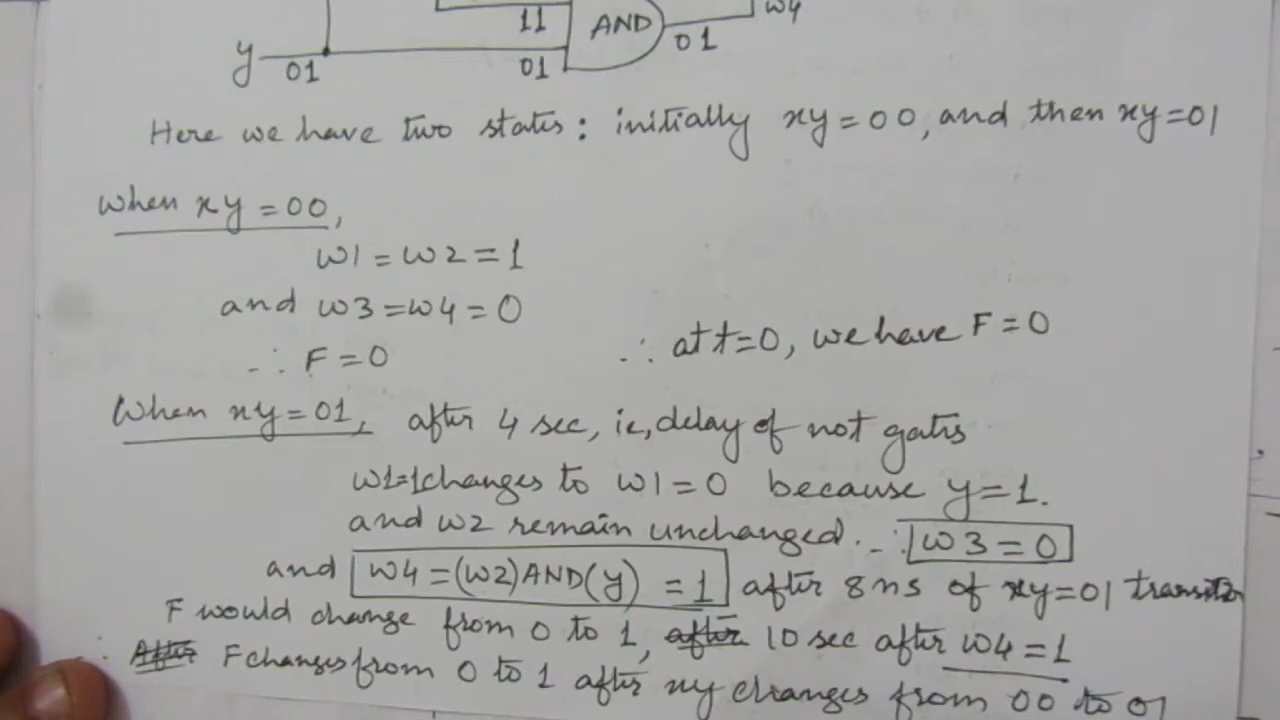 w4
11
AND
01
y
01
01
Here we have two states: initially xy=00, and then xy=01
When xy=00,
w1=w2=1
and w3=w4=0
∴ F=0
∴ at t=0, we have F=0
When xy=01, after 4 sec, ie, delay of not gates
w1=1 changes to w1=0 because y=1.
and w2 remain unchanged. ∴ w3=0
and w4=(w2)AND(y) =1 after 8ns of xy=01
F would change from 0 to 1, after 10 sec after w4=1
∴ After F changes from 0 to 1 after xy changes from 00 to 01